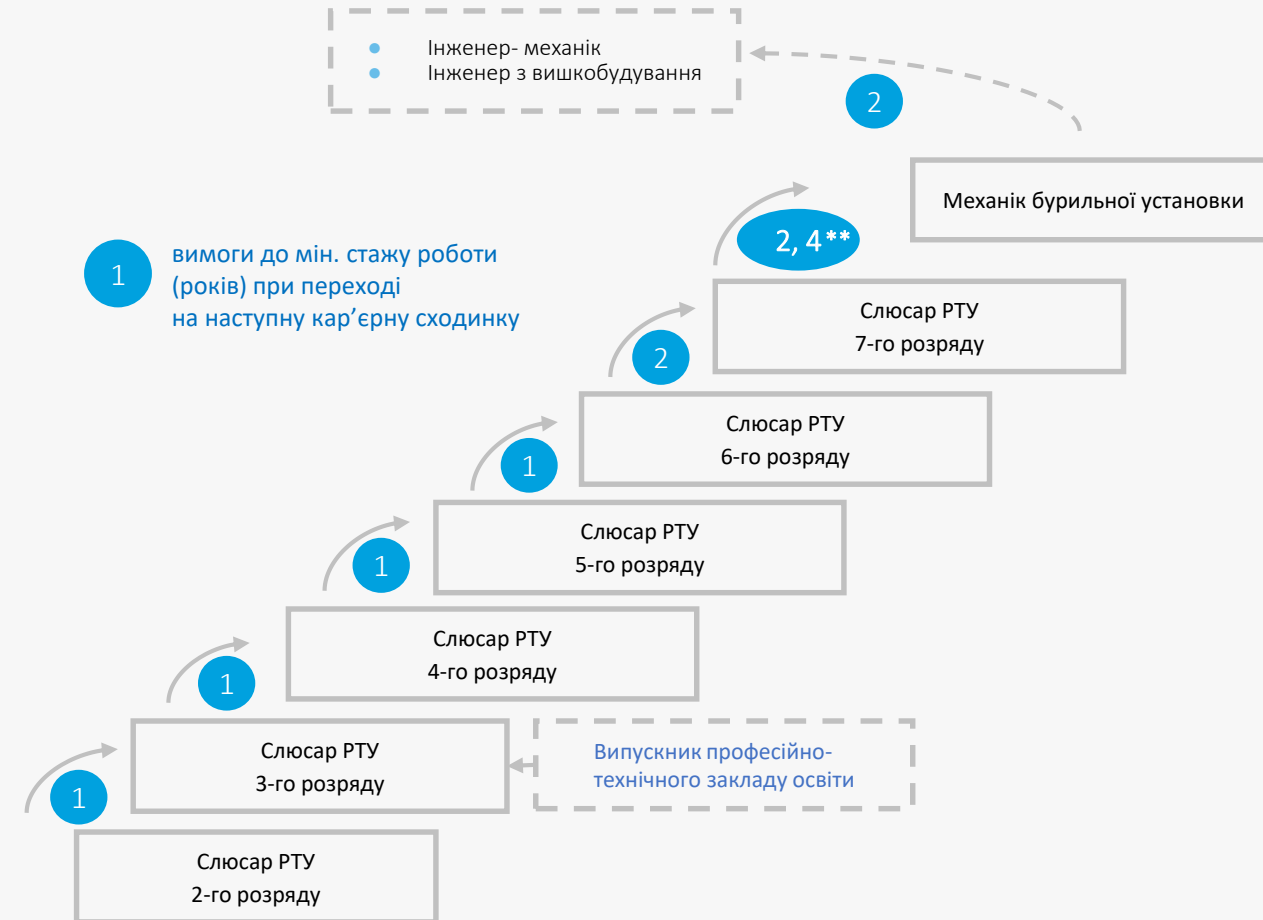 Інженер- механік
Інженер з вишкобудування
2
Механік бурильної установки
2, 4**
1
вимоги до мін. стажу роботи
(років) при переході
на наступну кар’єрну сходинку
Слюсар РТУ
7-го розряду
2
Слюсар РТУ
6-го розряду
1
Слюсар РТУ
5-го розряду
1
Слюсар РТУ
4-го розряду
1
Слюсар РТУ
3-го розряду
Випускник професійно-
технічного закладу освіти
1
Слюсар РТУ
2-го розряду